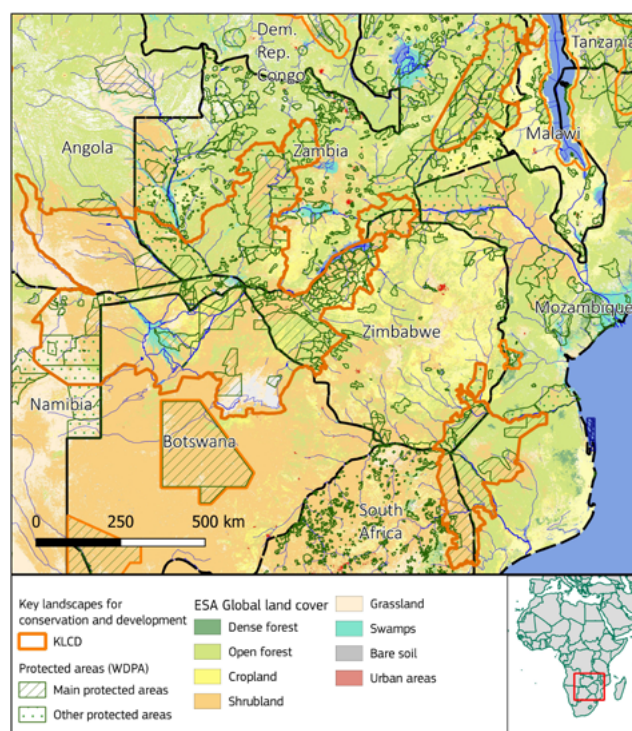 Dem.
Rep.
Congo
Tanzania
Angola
Zambia
Malawi
Mozambique
Zimbabwe
Namibia
Botswana
South
Africa
0 250 500 km
Key landscapes for
conservation and development
KLCD
Protected areas (WDPA)
Main protected areas
Other protected areas
ESA Global land cover
Dense forest
Open forest
Cropland
Shrubland
Grassland
Swamps
Bare soil
Urban areas